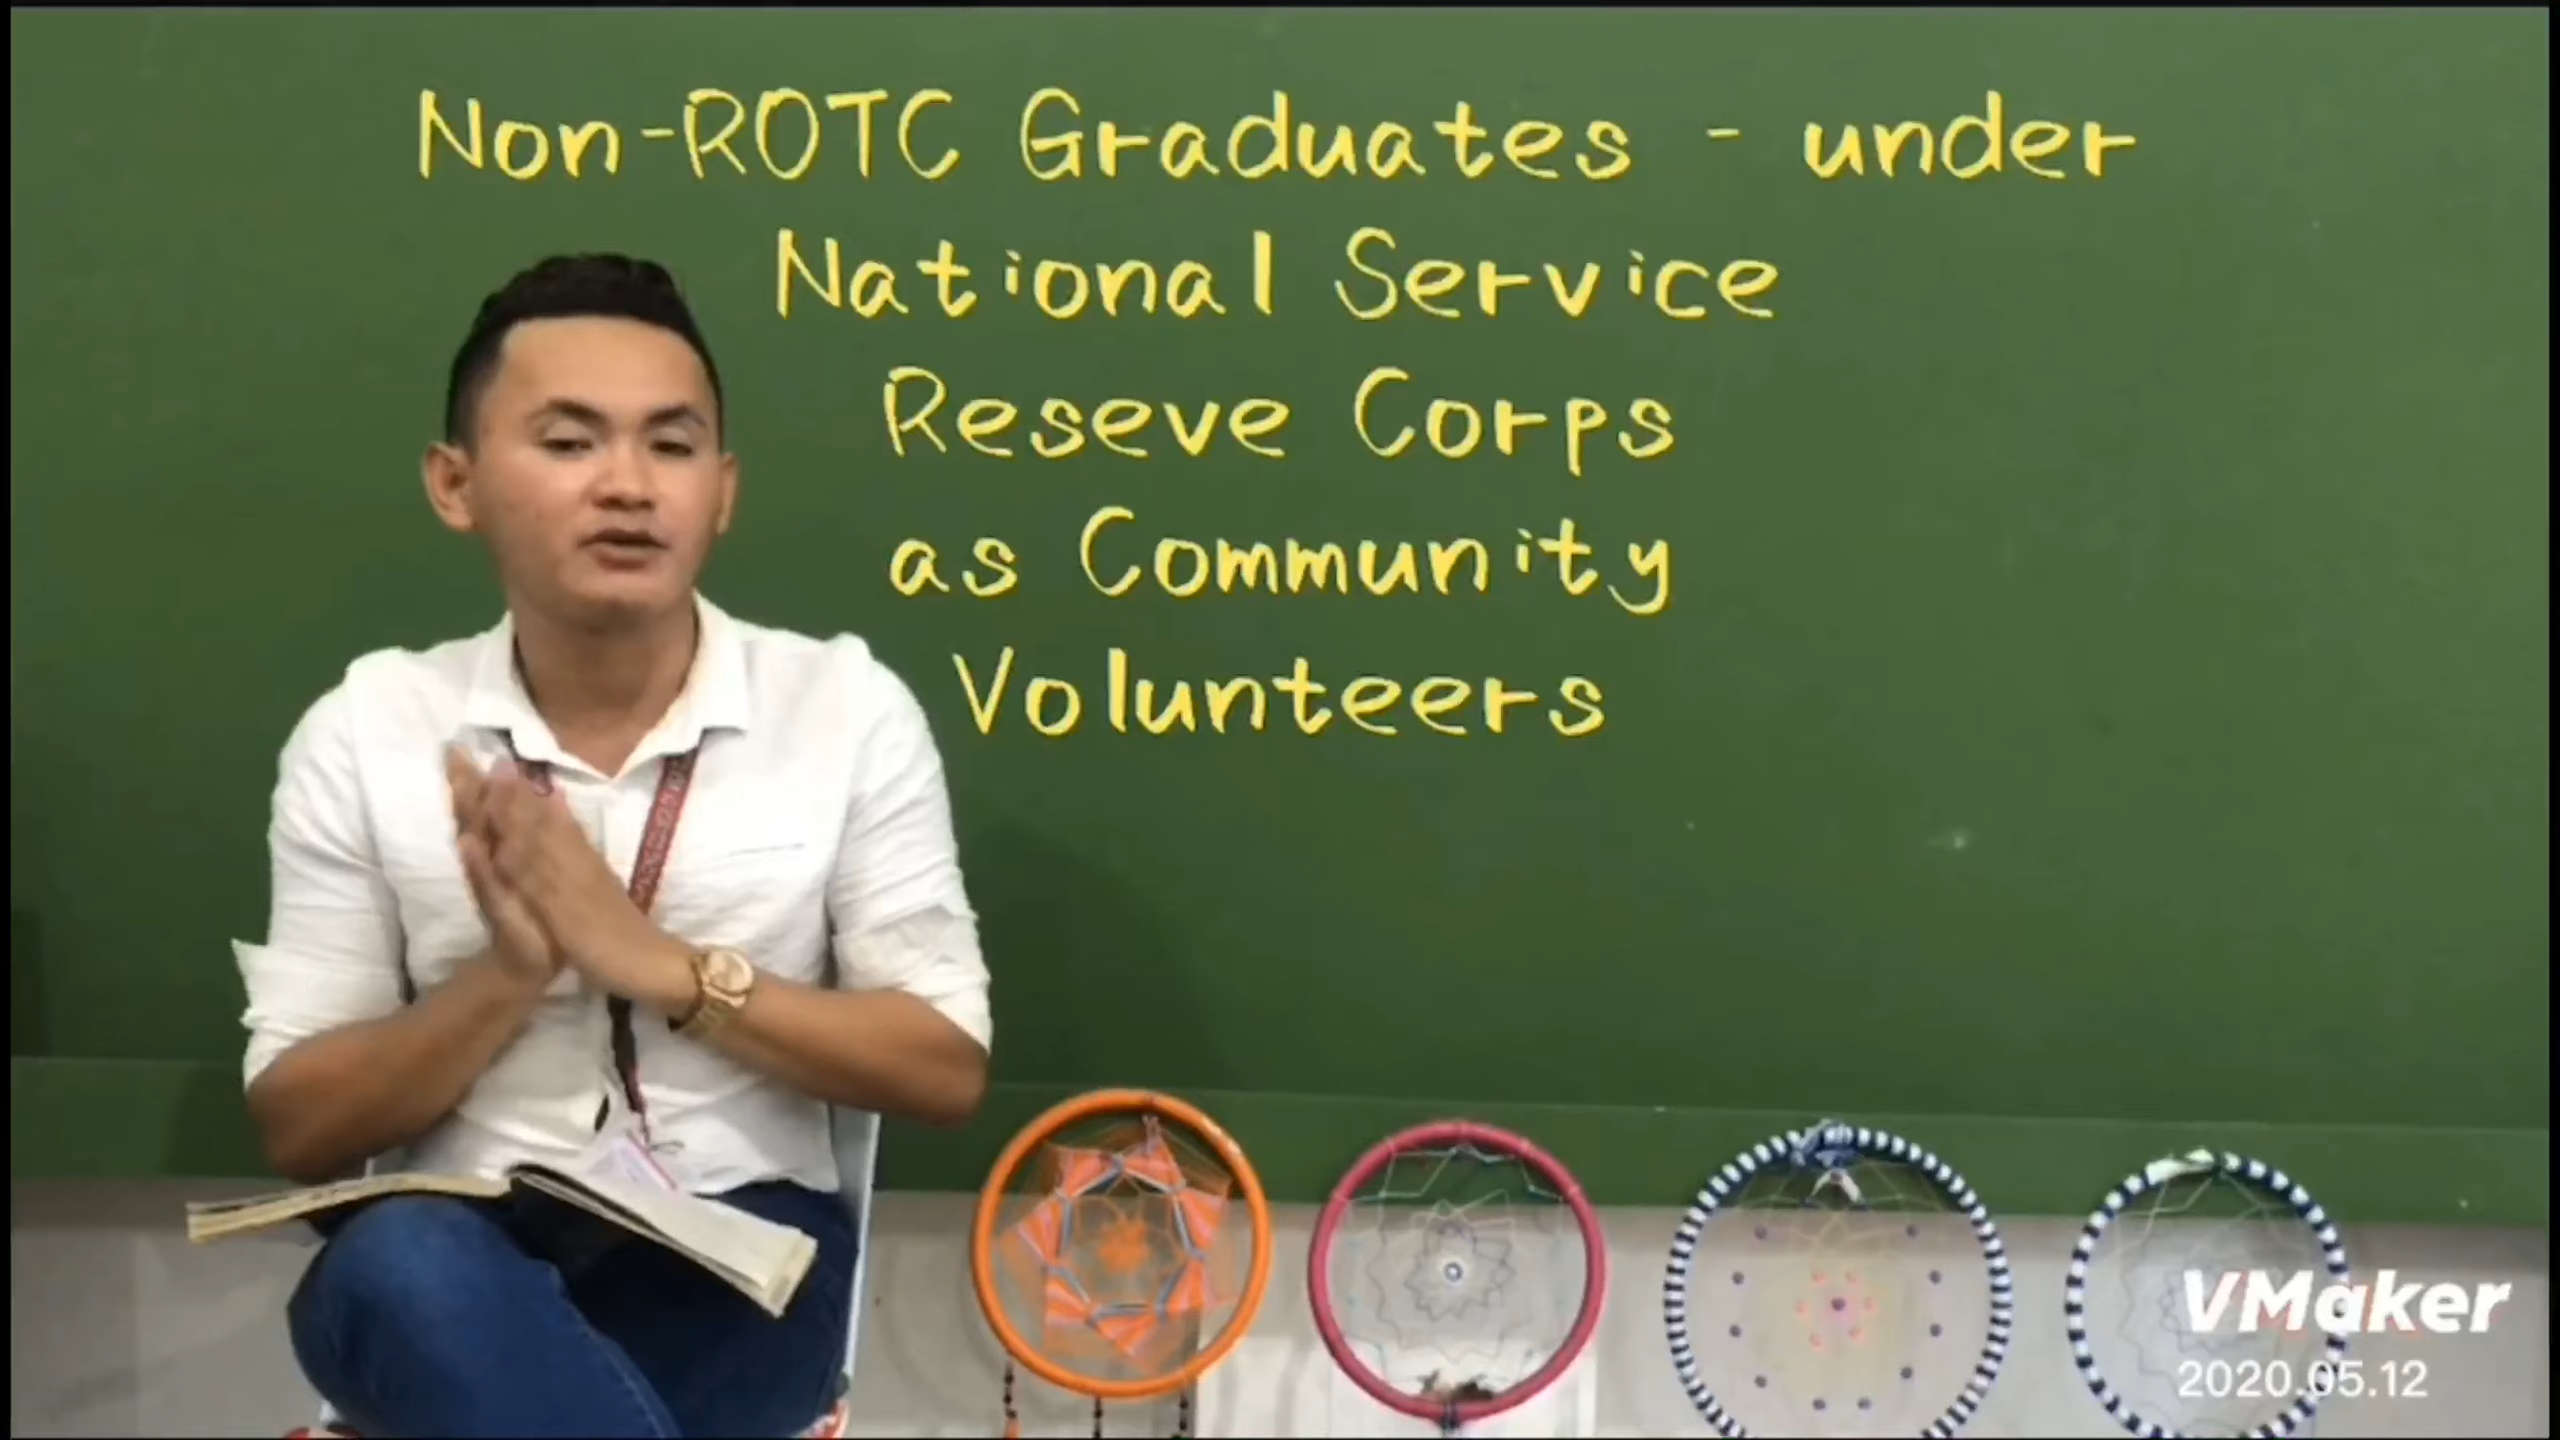 Non-ROTC Graduates - under
National Service
Reseve Corps
as Community
Volunteers
VMaker
2020.05.12